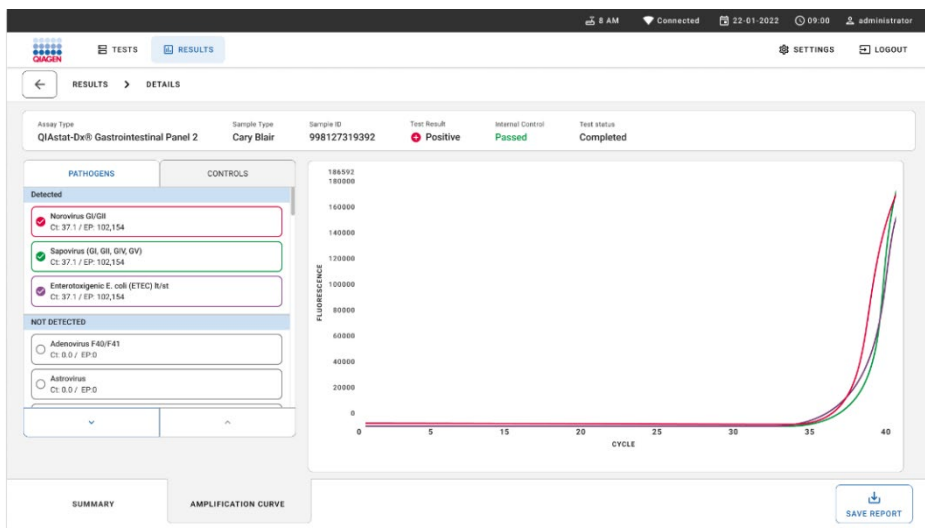 8 AM Connected 22-01-2022 09:00 administrator
QIAGEN TESTS RESULTS SETTINGS LOGOUT
RESULTS > DETAILS
Assay Type Sample Type Sample ID Test Result Internal Control Test status
QIAstat-Dx® Gastrointestinal Panel 2 Cary Blair 998127319392 Positive Passed Completed
PATHOGENS CONTROLS
Detected
Norovirus GI/GII
Ct: 37.1 / EP: 102,154
Sapovirus (GI, GII, GIV, GV)
Ct: 37.1 / EP: 102,154
Enterotoxigenic E. coli (ETEC) lt/st
Ct: 37.1 / EP: 102,154
NOT DETECTED
Adenovirus F40/F41
Ct: 0.0 / EP:0
Astrovirus
Ct: 0.0 / EP:0
FLUORESCENCE
186592
180000
160000
140000
120000
100000
80000
60000
40000
20000
0
0 5 15 20 25 30 35 40
CYCLE
SUMMARY AMPLIFICATION CURVE SAVE REPORT